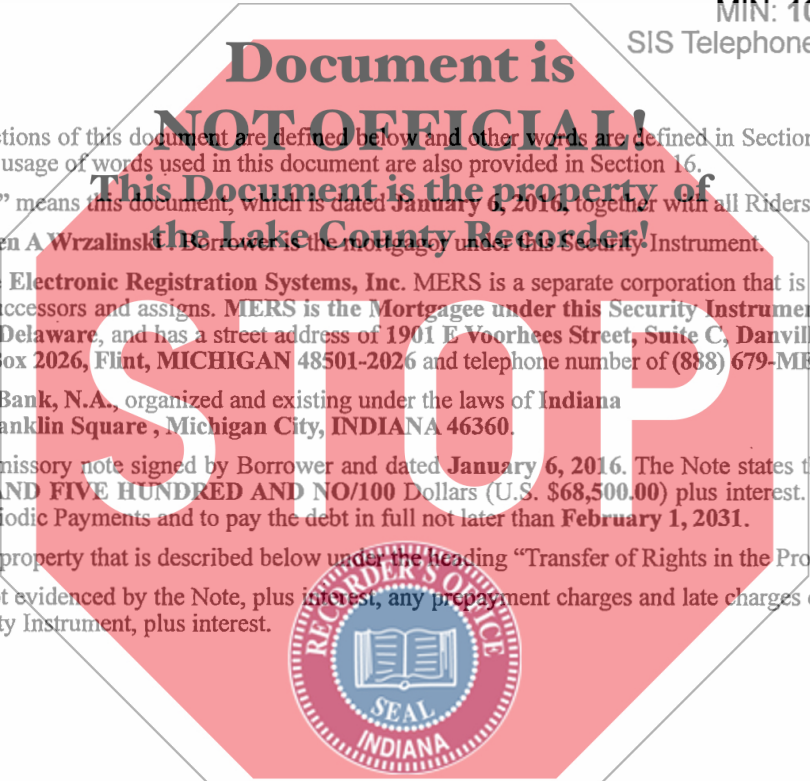 MIN: 10
SIS Telephone
Document is
NOT OFFICIAL!
This Document is the property of
the Lake County Recorder!
STOP
tions of this document are defined below and other words are defined in Section
usage of words used in this document are also provided in Section 16.
” means this document, which is dated January 6, 2016, together with all Riders
en A Wrzalinski. Borrower is the mortgagor under this Security Instrument.
Electronic Registration Systems, Inc. MERS is a separate corporation that is
ccessors and assigns. MERS is the Mortgagee under this Security Instrumen
Delaware, and has a street address of 1901 E Voorhees Street, Suite C, Danvil
ox 2026, Flint, MICHIGAN 48501-2026 and telephone number of (888) 679-ME
Bank, N.A., organized and existing under the laws of Indiana
anklin Square , Michigan City, INDIANA 46360.
missory note signed by Borrower and dated January 6, 2016. The Note states t
AND FIVE HUNDRED AND NO/100 Dollars (U.S. $68,500.00) plus interest.
iodic Payments and to pay the debt in full not later than February 1, 2031.
property that is described below under the heading “Transfer of Rights in the Pro
t evidenced by the Note, plus interest, any prepayment charges and late charges
ty Instrument, plus interest.
RECORDER'S OFFICE
SEAL
INDIANA